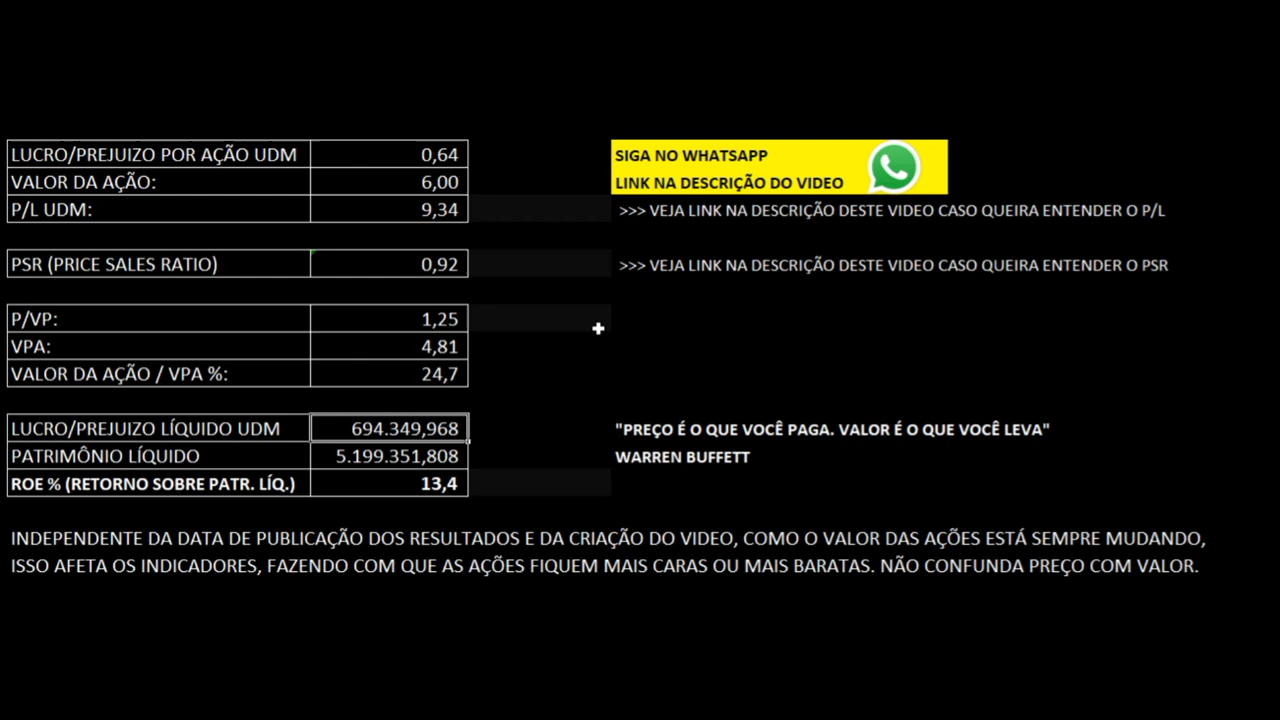 LUCRO/PREJUIZO POR AÇÃO UDM 0,64
SIGA NO WHATSAPP
VALOR DA AÇÃO: 6,00
LINK NA DESCRIÇÃO DO VIDEO
P/L UDM: 9,34
>>> VEJA LINK NA DESCRIÇÃO DESTE VIDEO CASO QUEIRA ENTENDER O P/L
PSR (PRICE SALES RATIO) 0,92
>>> VEJA LINK NA DESCRIÇÃO DESTE VIDEO CASO QUEIRA ENTENDER O PSR
P/VP: 1,25
VPA: 4,81
VALOR DA AÇÃO / VPA %: 24,7
LUCRO/PREJUIZO LÍQUIDO UDM 694.349,968
"PREÇO É O QUE VOCÊ PAGA. VALOR É O QUE VOCÊ LEVA"
PATRIMÔNIO LÍQUIDO 5.199.351,808
WARREN BUFFETT
ROE % (RETORNO SOBRE PATR. LÍQ.) 13,4
INDEPENDENTE DA DATA DE PUBLICAÇÃO DOS RESULTADOS E DA CRIAÇÃO DO VIDEO, COMO O VALOR DAS AÇÕES ESTÁ SEMPRE MUDANDO,
ISSO AFETA OS INDICADORES, FAZENDO COM QUE AS AÇÕES FIQUEM MAIS CARAS OU MAIS BARATAS. NÃO CONFUNDA PREÇO COM VALOR.